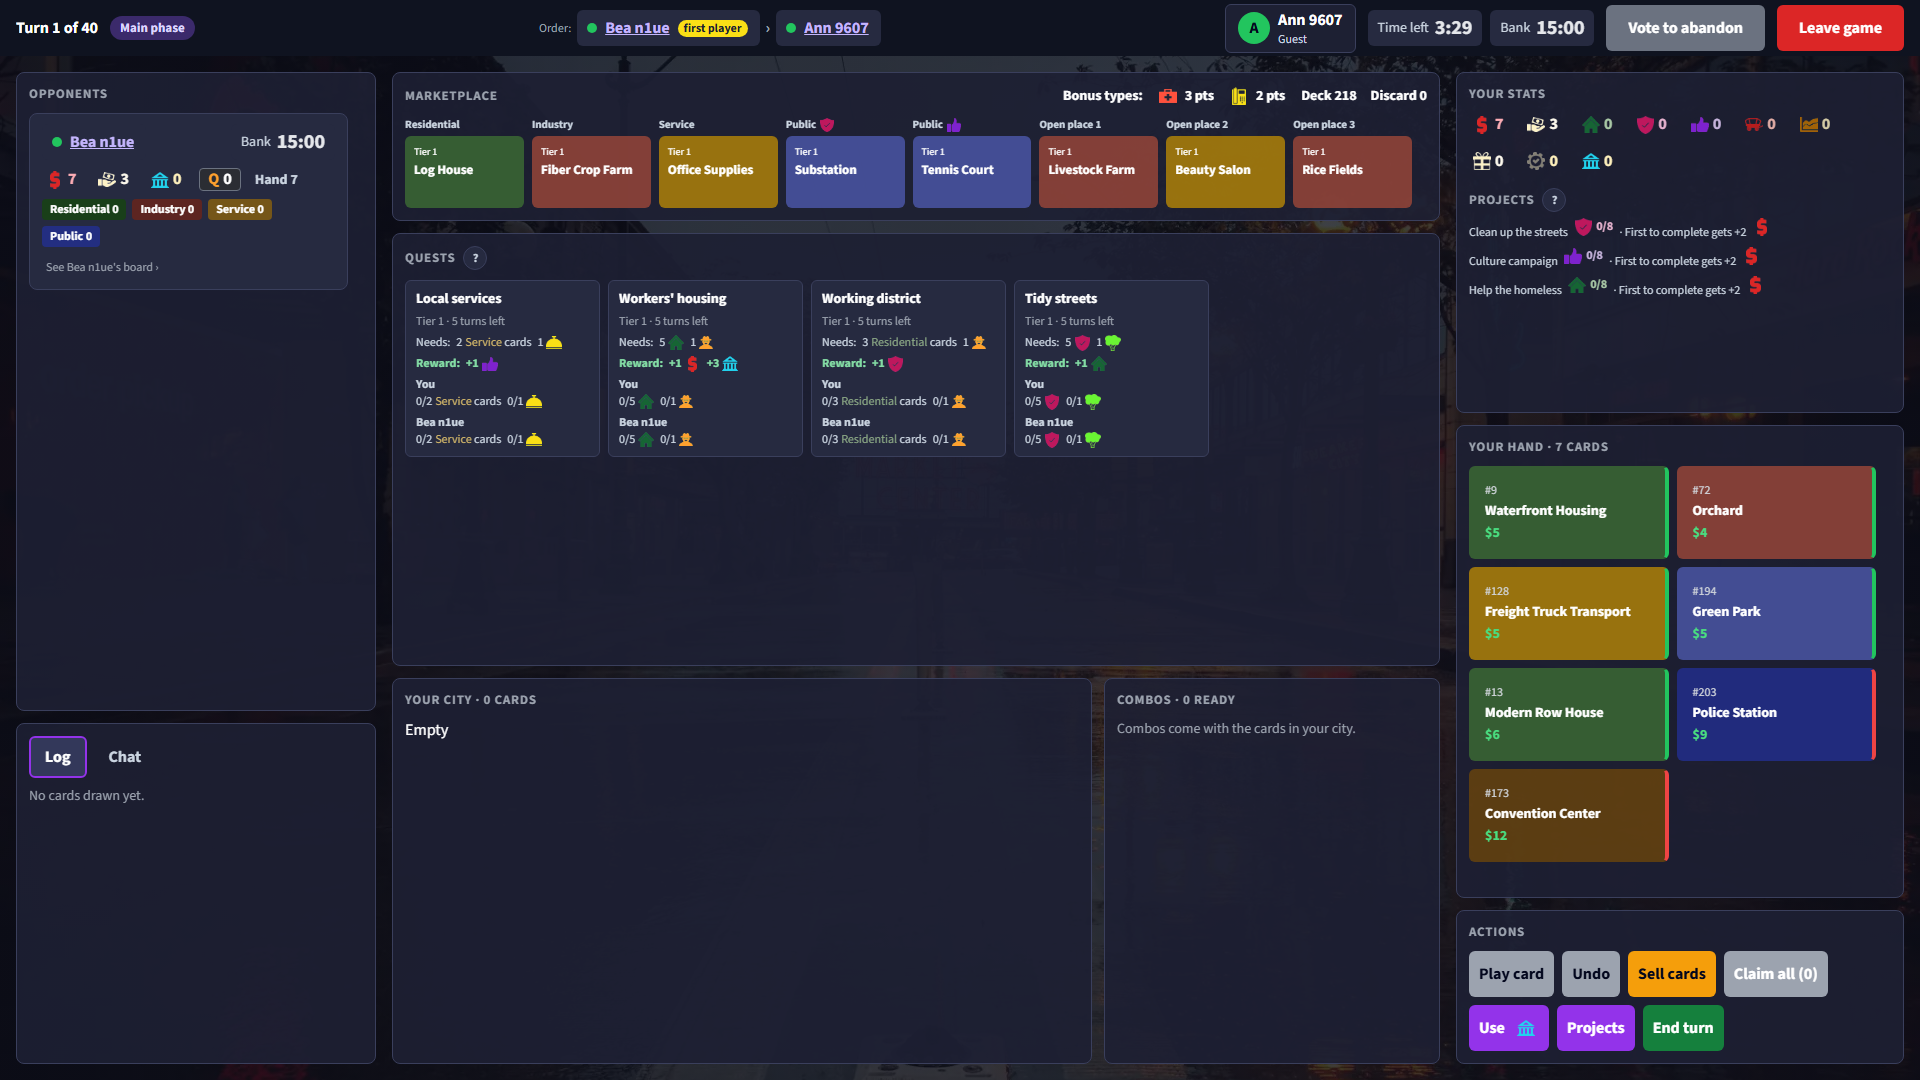 Turn 1 of 40 Main phase
Order: Bea n1ue first player › Ann 9607
A Ann 9607
Guest
Time left 3:29
Bank 15:00
Vote to abandon
Leave game
OPPONENTS
Bea n1ue Bank 15:00
7 3 0 Q 0 Hand 7
Residential 0 Industry 0 Service 0
Public 0
See Bea n1ue's board ›
Log Chat
No cards drawn yet.
MARKETPLACE
Bonus types: 3 pts 2 pts Deck 218 Discard 0
Residential Industry Service Public Public Open place 1 Open place 2 Open place 3
Tier 1 Tier 1 Tier 1 Tier 1 Tier 1 Tier 1 Tier 1 Tier 1
Log House Fiber Crop Farm Office Supplies Substation Tennis Court Livestock Farm Beauty Salon Rice Fields
QUESTS ?
Local services
Tier 1 · 5 turns left
Needs: 2 Service cards 1
Reward: +1
You
0/2 Service cards 0/1
Bea n1ue
0/2 Service cards 0/1
Workers' housing
Tier 1 · 5 turns left
Needs: 5 1
Reward: +1 $ +3
You
0/5 0/1
Bea n1ue
0/5 0/1
Working district
Tier 1 · 5 turns left
Needs: 3 Residential cards 1
Reward: +1
You
0/3 Residential cards 0/1
Bea n1ue
0/3 Residential cards 0/1
Tidy streets
Tier 1 · 5 turns left
Needs: 5 1
Reward: +1
You
0/5 0/1
Bea n1ue
0/5 0/1
YOUR CITY · 0 CARDS
Empty
COMBOS · 0 READY
Combos come with the cards in your city.
YOUR STATS
$ 7 3 0 0 0 0 0
0 0 0
PROJECTS ?
Clean up the streets 0/8 · First to complete gets +2 $
Culture campaign 0/8 · First to complete gets +2 $
Help the homeless 0/8 · First to complete gets +2 $
YOUR HAND · 7 CARDS
#9
Waterfront Housing
$5
#72
Orchard
$4
#128
Freight Truck Transport
$5
#194
Green Park
$5
#13
Modern Row House
$6
#203
Police Station
$9
#173
Convention Center
$12
ACTIONS
Play card Undo Sell cards Claim all (0)
Use Projects End turn